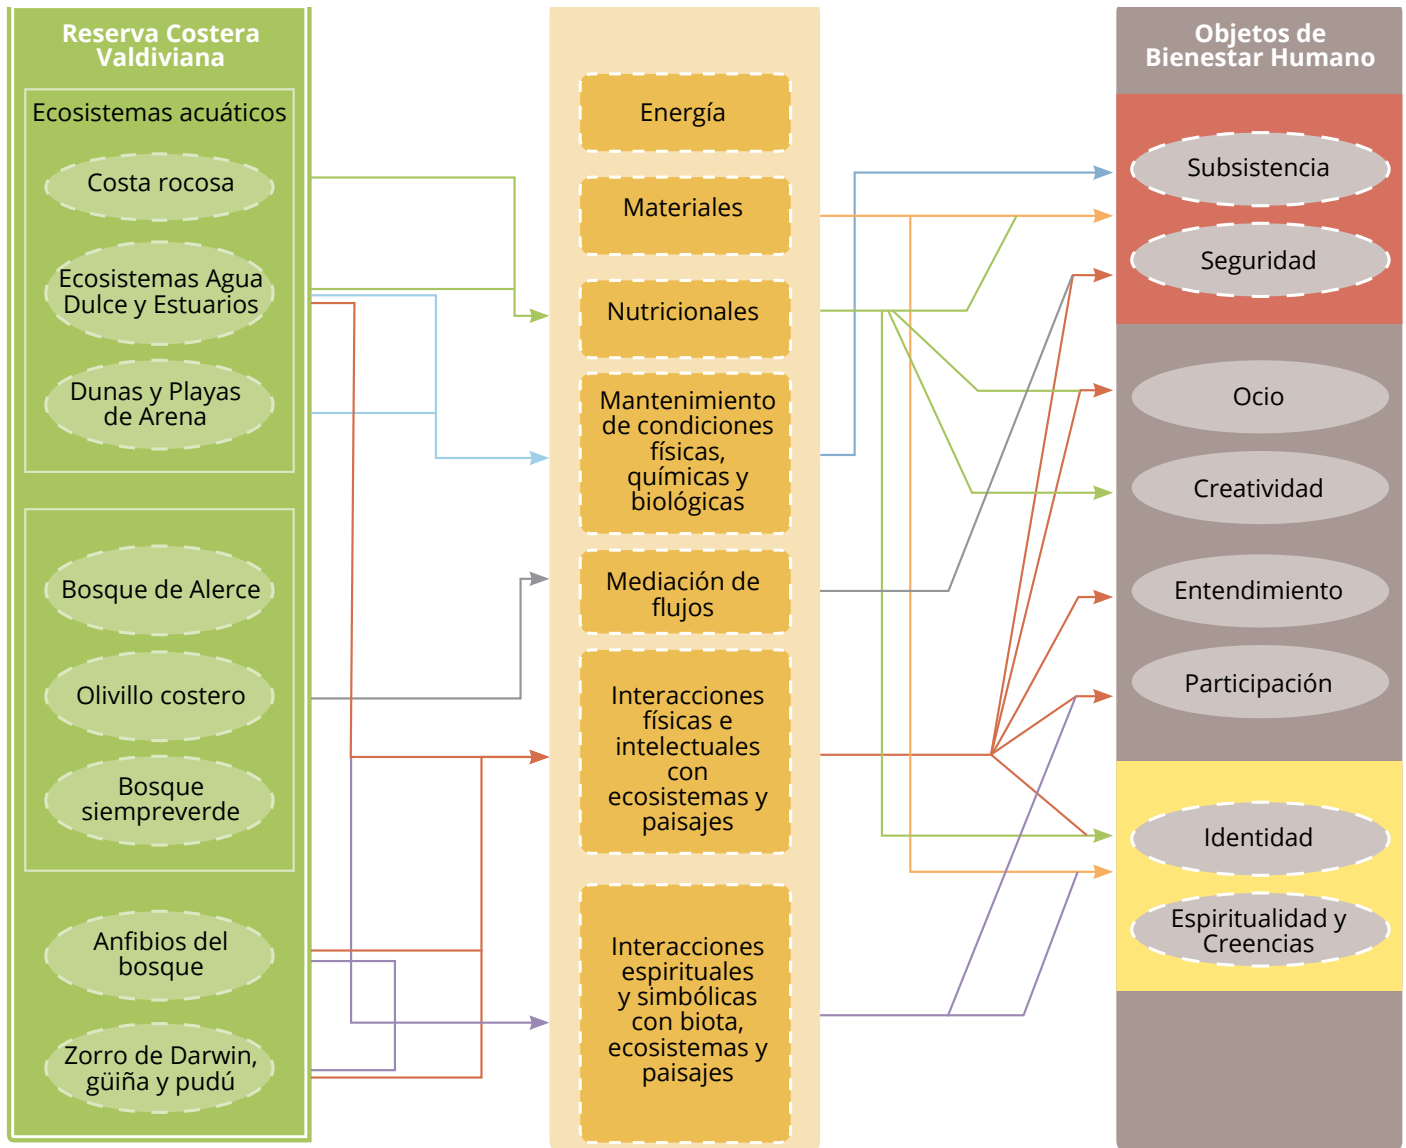 Reserva Costera
Valdiviana
Ecosistemas acuáticos
Costa rocosa
Ecosistemas Agua
Dulce y Estuarios
Dunas y Playas
de Arena
Bosque de Alerce
Olivillo costero
Bosque
siempreverde
Anfibios del
bosque
Zorro de Darwin,
güiña y pudú
Energía
Materiales
Nutricionales
Mantenimiento
de condiciones
físicas,
químicas y
biológicas
Mediación de
flujos
Interacciones
físicas e
intelectuales
con
ecosistemas y
paisajes
Interacciones
espirituales
y simbólicas
con biota,
ecosistemas y
paisajes
Objetos de
Bienestar Humano
Subsistencia
Seguridad
Ocio
Creatividad
Entendimiento
Participación
Identidad
Espiritualidad y
Creencias